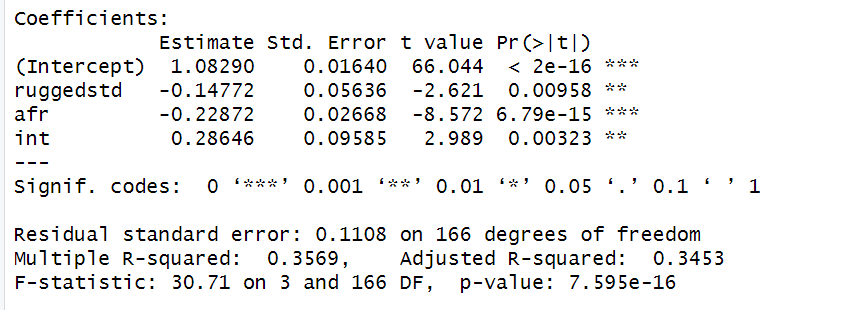 Coefficients:
            Estimate Std. Error t value Pr(>|t|)
(Intercept)  1.08290    0.01640  66.044  < 2e-16 ***
ruggedstd   -0.14772    0.05636  -2.621  0.00958 **
afr         -0.22872    0.02668  -8.572 6.79e-15 ***
int          0.28646    0.09585   2.989  0.00323 **
---
Signif. codes:  0 ‘***’ 0.001 ‘**’ 0.01 ‘*’ 0.05 ‘.’ 0.1 ‘ ’ 1
Residual standard error: 0.1108 on 166 degrees of freedom
Multiple R-squared:  0.3569,    Adjusted R-squared:  0.3453
F-statistic: 30.71 on 3 and 166 DF,  p-value: 7.595e-16